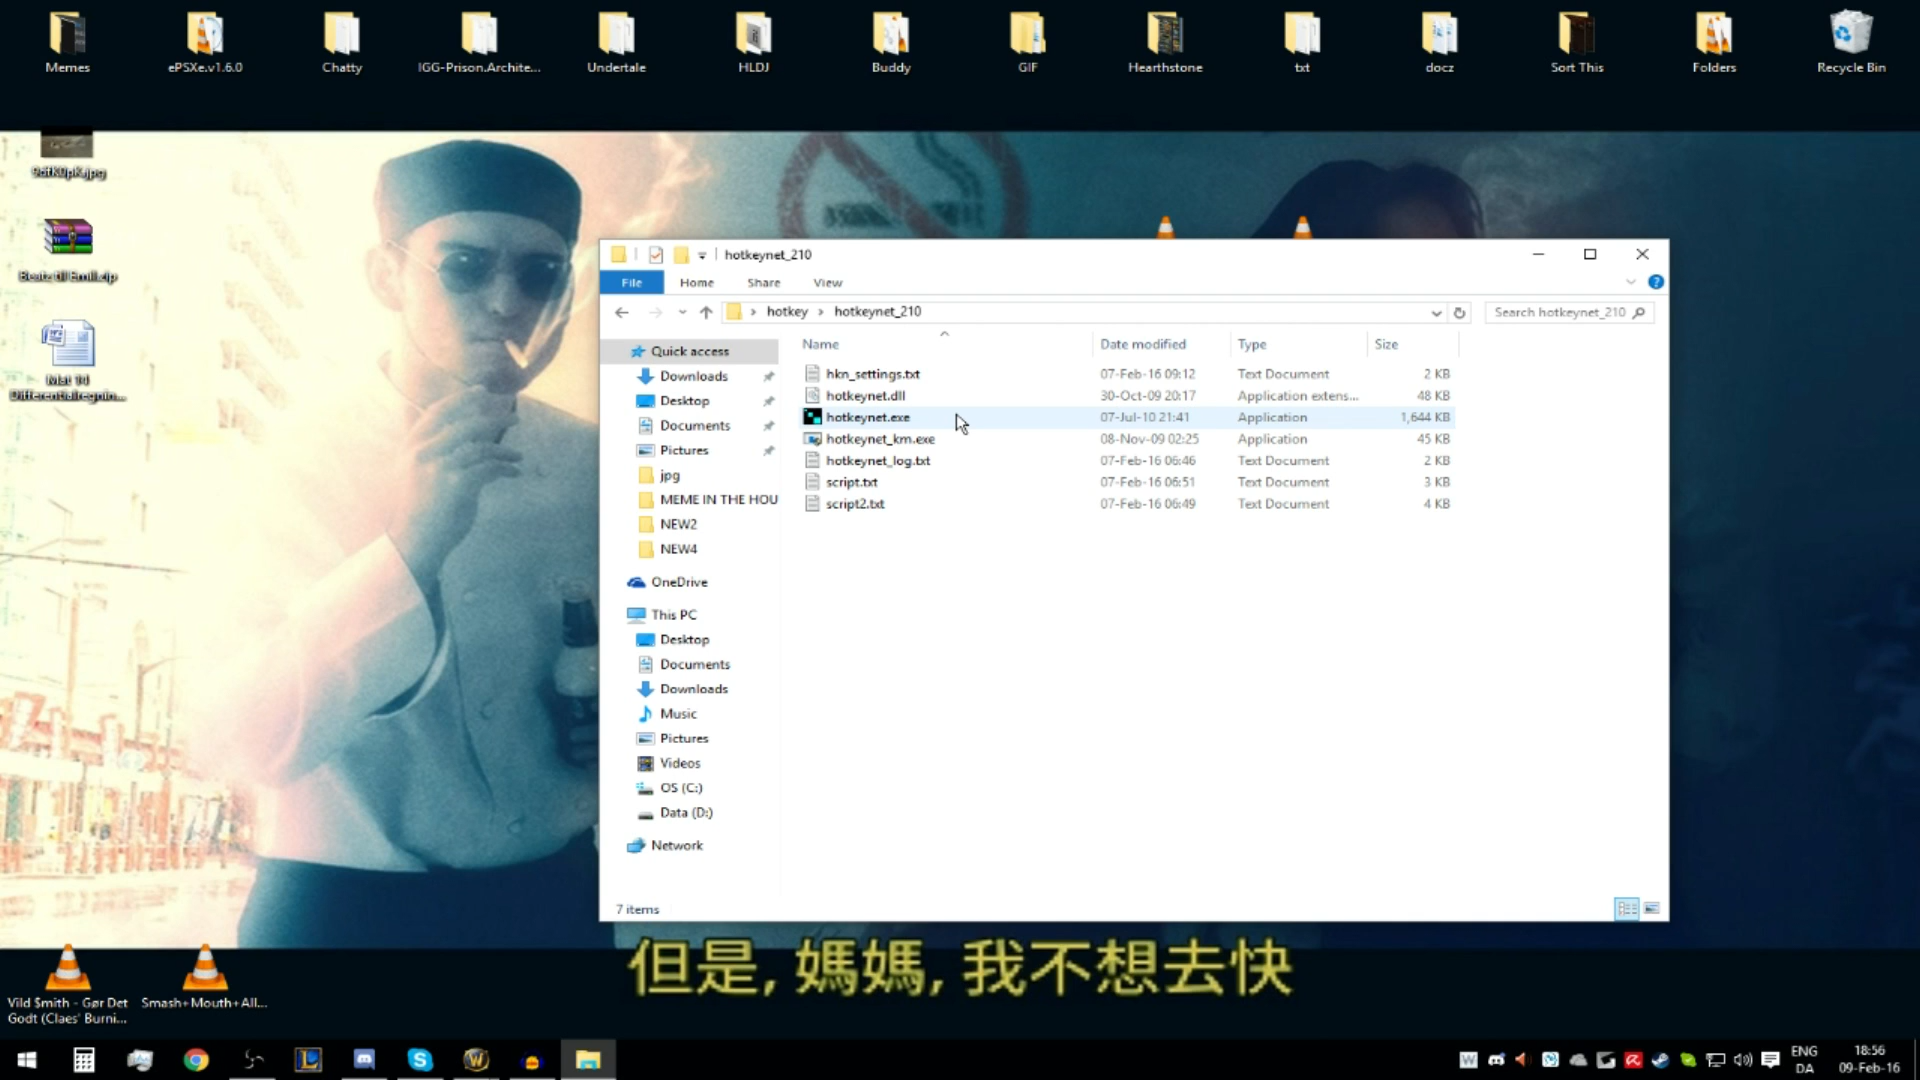 Memes
ePSXe.v1.6.0
Chatty
IGG-Prison.Archite...
Undertale
HLDJ
Buddy
GIF
Hearthstone
txt
docz
Sort This
Folders
Recycle Bin
Beatz till Emil.zip
Mat 14
Differentialregnin...
hotkeynet_210
File
Home
Share
View
hotkey
hotkeynet_210
Search hotkeynet_210
Quick access
Downloads
Desktop
Documents
Pictures
jpg
MEME IN THE HOU
NEW2
NEW4
OneDrive
This PC
Desktop
Documents
Downloads
Music
Pictures
Videos
OS (C:)
Data (D:)
Network
Name Date modified Type Size
hkn_settings.txt 07-Feb-16 09:12 Text Document 2 KB
hotkeynet.dll 30-Oct-09 20:17 Application extens... 48 KB
hotkeynet.exe 07-Jul-10 21:41 Application 1,644 KB
hotkeynet_km.exe 08-Nov-09 02:25 Application 45 KB
hotkeynet_log.txt 07-Feb-16 06:46 Text Document 2 KB
script.txt 07-Feb-16 06:51 Text Document 3 KB
script2.txt 07-Feb-16 06:49 Text Document 4 KB
7 items
但是, 媽媽, 我不想去快
Vild $mith - Gør Det
Godt (Claes' Burni...
Smash+Mouth+All...
ENG
DA
18:56
09-Feb-16